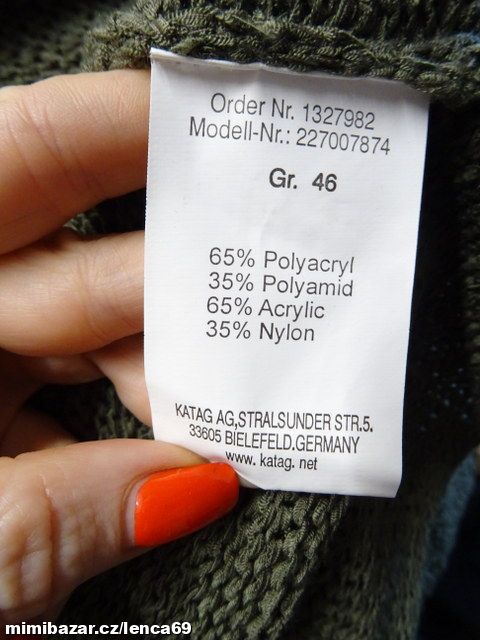 Order Nr. 1327982
Modell-Nr.: 227007874
Gr. 46
65% Polyacryl
35% Polyamid
65% Acrylic
35% Nylon
KATAG AG,STRALSUNDER STR.5.
33605 BIELEFELD.GERMANY
www. katag. net
mimibazar.cz/lenca69